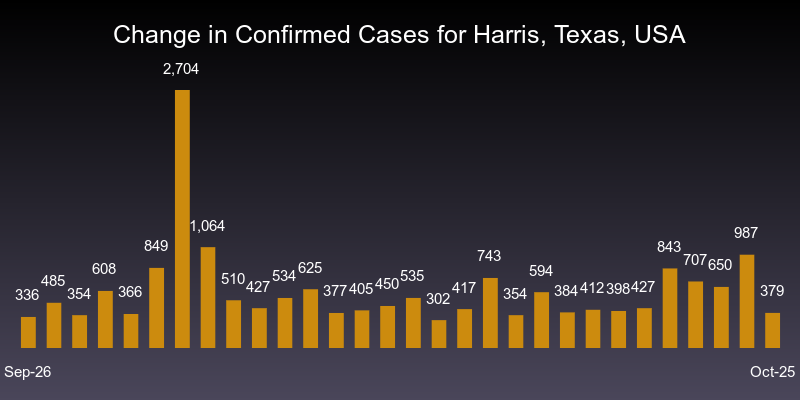 Change in Confirmed Cases for Harris, Texas, USA
2,704
1,064
336 485 354 608 366 849 510 427 534 625 377 405 450 535 302 417 743 354 594 384 412 398 427 843 707 650 987 379
Sep-26 Oct-25